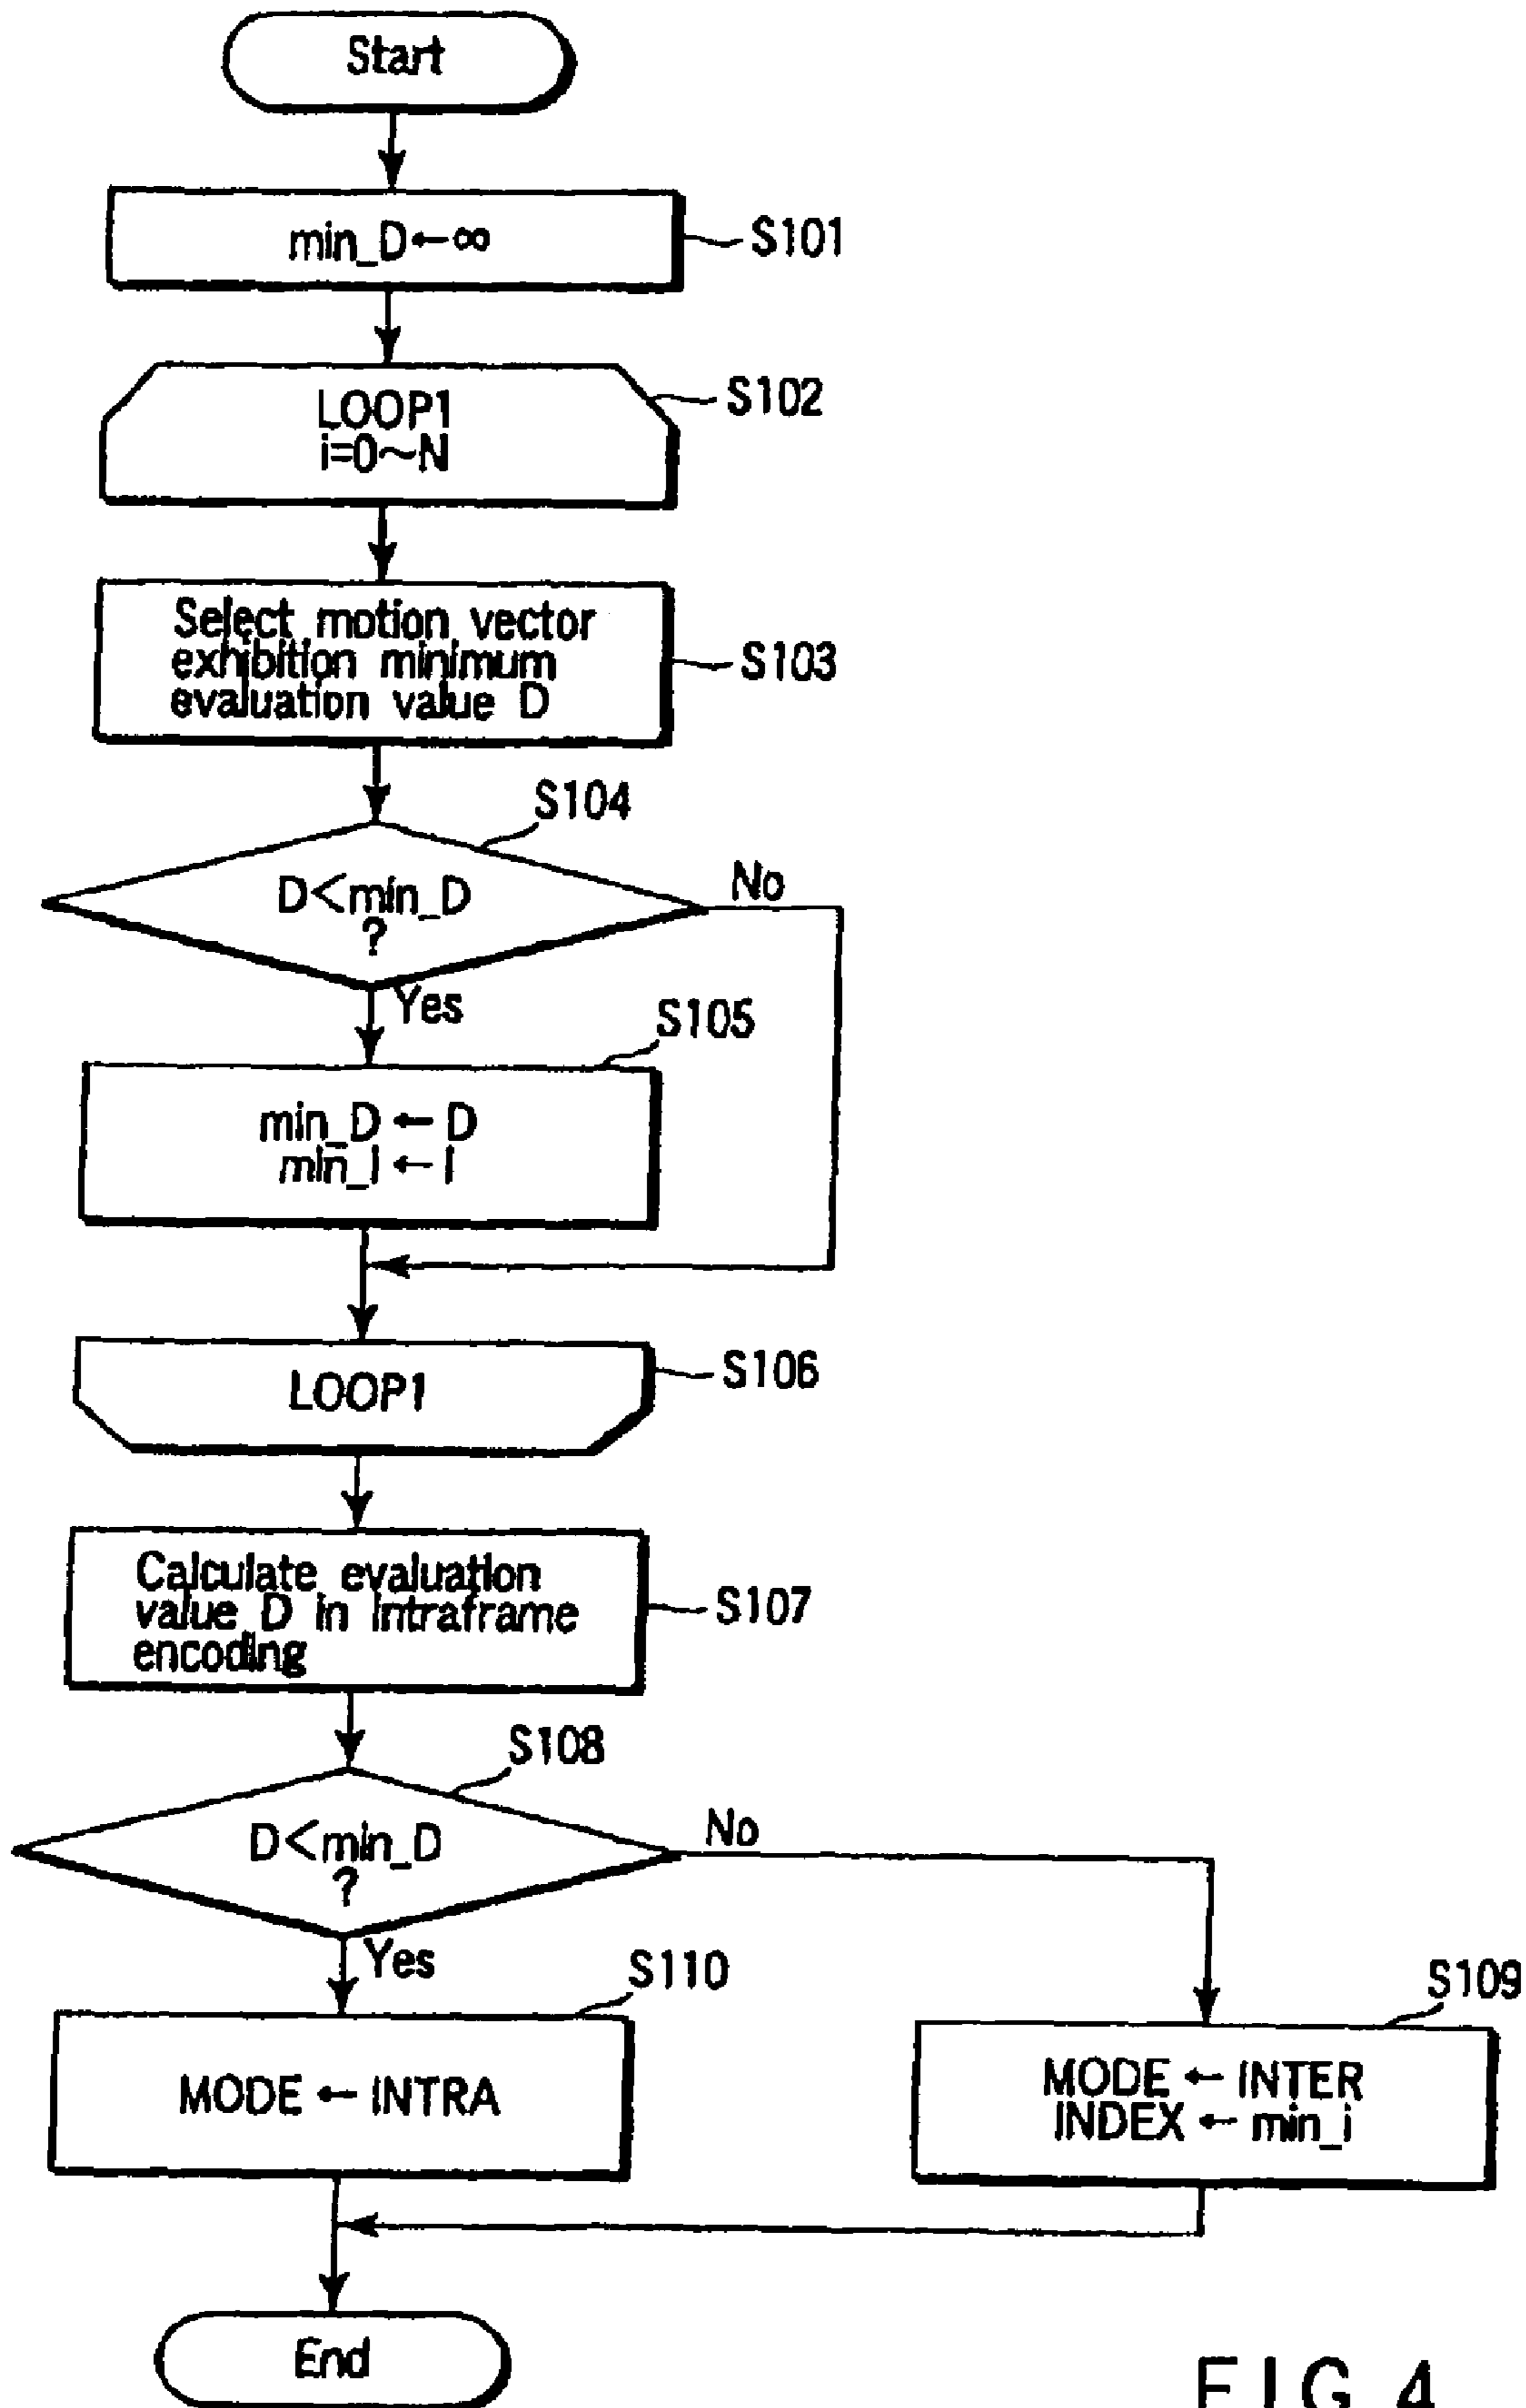 Start
min_D←∞
S101
LOOP1
i=0~N
S102
Select motion vector
exhibition minimum
evaluation value D
S103
S104
D<min_D
?
No
Yes
S105
min_D ← D
min_i ← i
LOOP1
S106
Calculate evaluation
value D in intraframe
encoding
S107
S108
D<min_D
?
No
Yes
S110
S109
MODE ← INTRA
MODE ← INTER
INDEX ← min_i
End
FIG.4